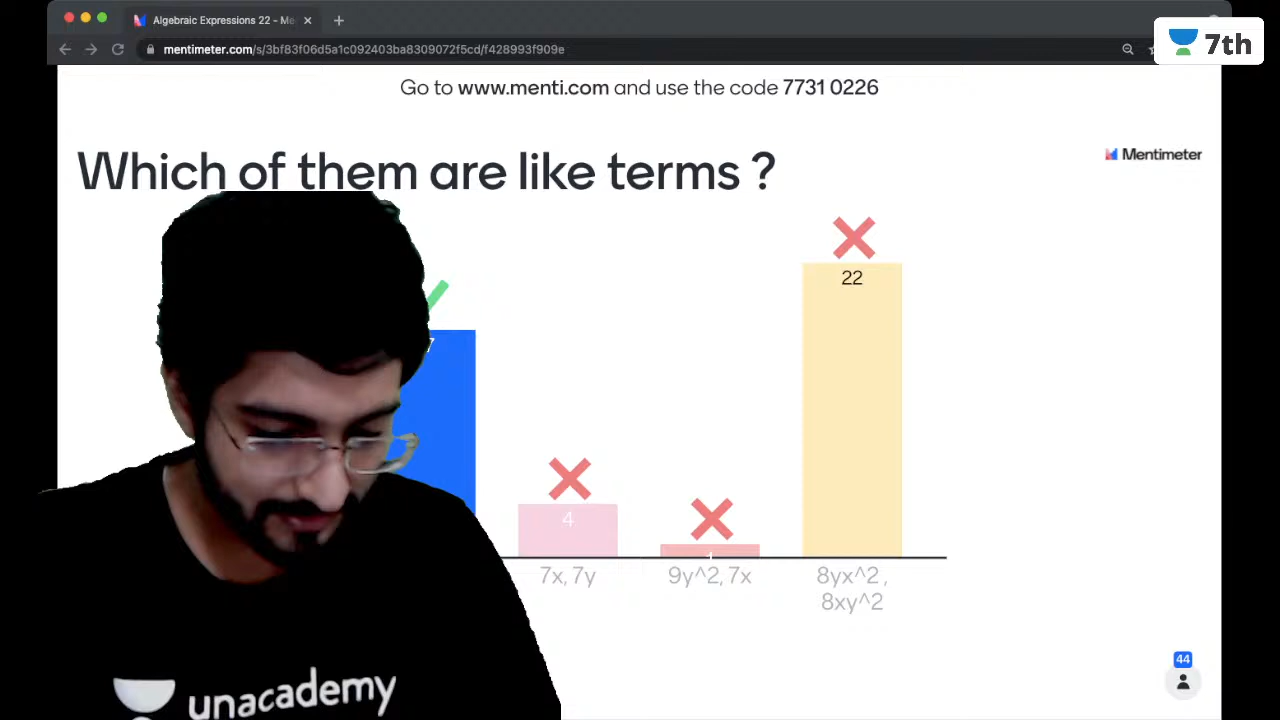 Algebraic Expressions 22 - Me
mentimeter.com/s/3bf83f06d5a1c092403ba8309072f5cd/f428993f909e
7th
Go to www.menti.com and use the code 7731 0226
Which of them are like terms ?
Mentimeter
22
7
4
1
7x, 7y
9y^2, 7x
8yx^2 ,
8xy^2
44
unacademy